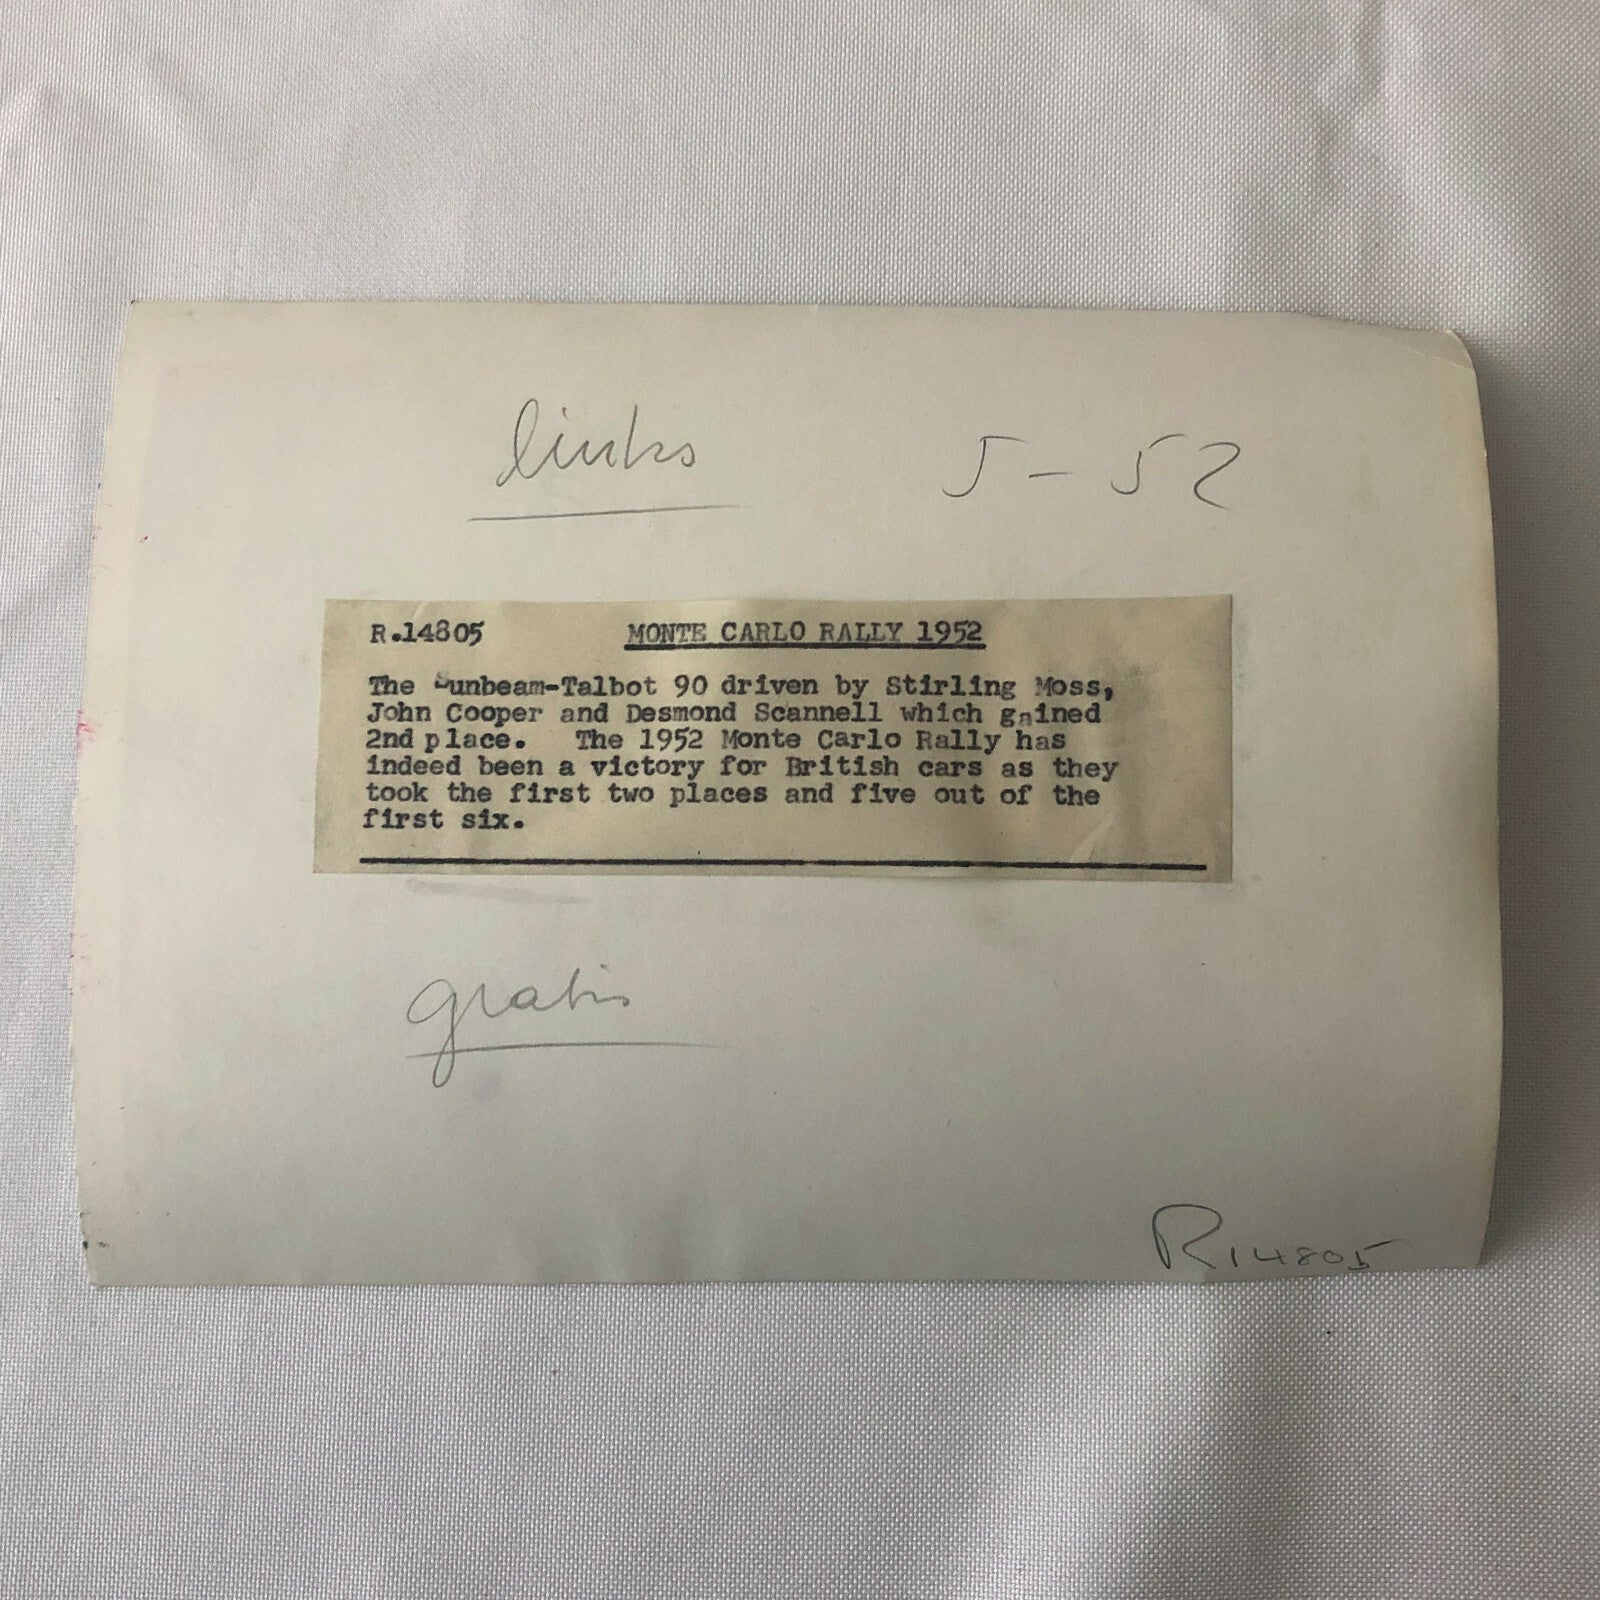 links 5-52
R.14805 MONTE CARLO RALLY 1952
The Sunbeam-Talbot 90 driven by Stirling Moss,
John Cooper and Desmond Scannell which gained
2nd place. The 1952 Monte Carlo Rally has
indeed been a victory for British cars as they
took the first two places and five out of the
first six.
gratis
R14805